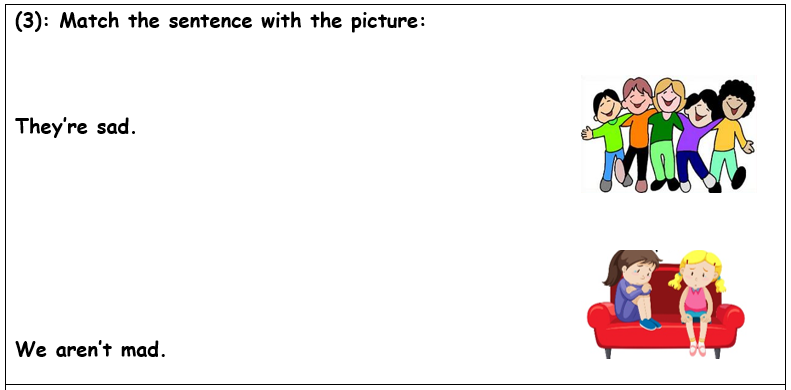 (3): Match the sentence with the picture:
They’re sad.
We aren’t mad.